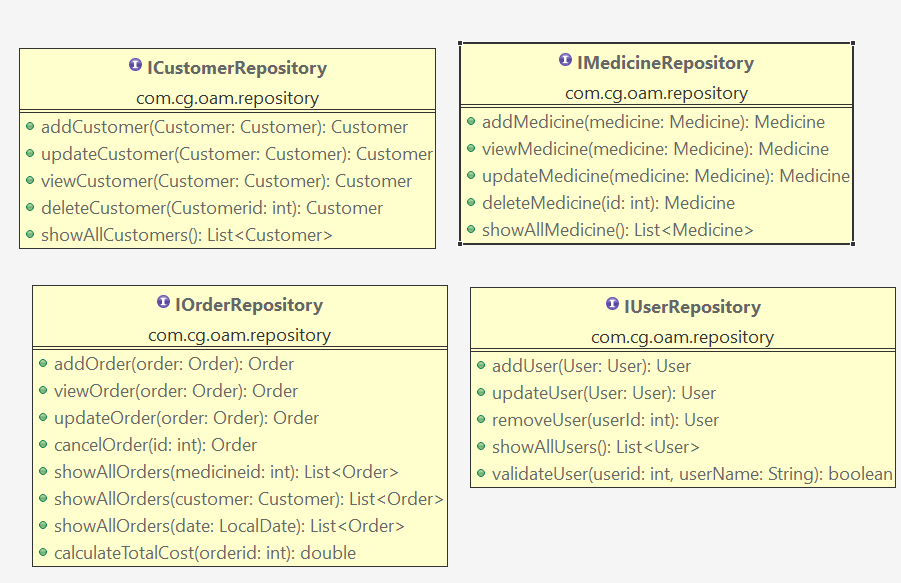 ICustomerRepository
com.cg.oam.repository
addCustomer(Customer: Customer): Customer
updateCustomer(Customer: Customer): Customer
viewCustomer(Customer: Customer): Customer
deleteCustomer(Customerid: int): Customer
showAllCustomers(): List<Customer>
IMedicineRepository
com.cg.oam.repository
addMedicine(medicine: Medicine): Medicine
viewMedicine(medicine: Medicine): Medicine
updateMedicine(medicine: Medicine): Medicine
deleteMedicine(id: int): Medicine
showAllMedicine(): List<Medicine>
IOrderRepository
com.cg.oam.repository
addOrder(order: Order): Order
viewOrder(order: Order): Order
updateOrder(order: Order): Order
cancelOrder(id: int): Order
showAllOrders(medicineid: int): List<Order>
showAllOrders(customer: Customer): List<Order>
showAllOrders(date: LocalDate): List<Order>
calculateTotalCost(orderid: int): double
IUserRepository
com.cg.oam.repository
addUser(User: User): User
updateUser(User: User): User
removeUser(userId: int): User
showAllUsers(): List<User>
validateUser(userid: int, userName: String): boolean